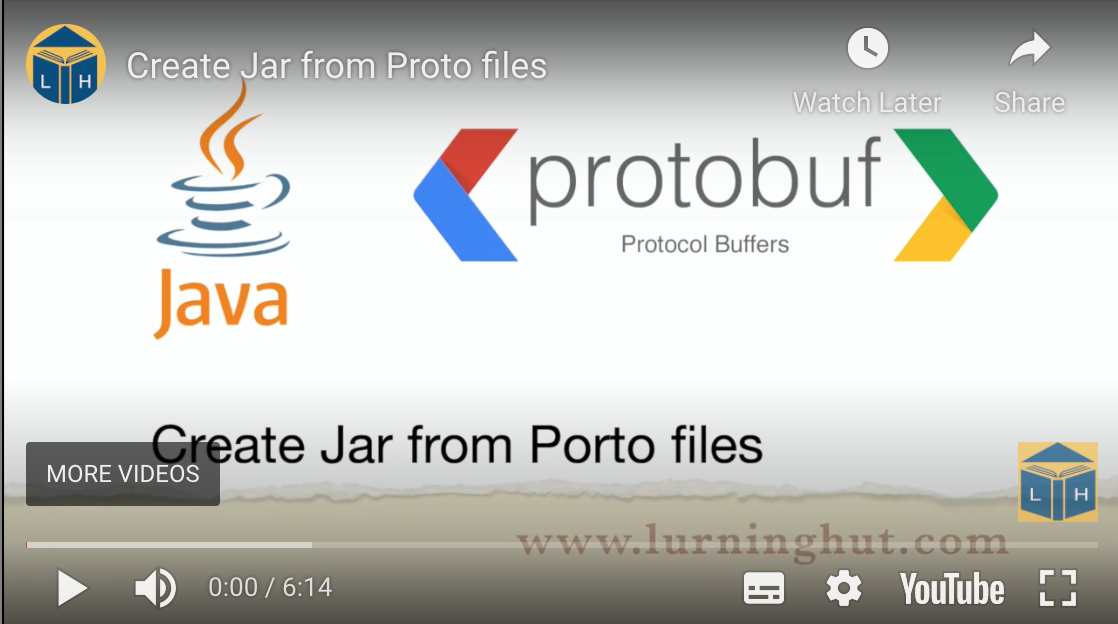 L H
Create Jar from Proto files
Watch Later
Share
protobuf
Protocol Buffers
Java
Create Jar from Porto files
MORE VIDEOS
L H
www.lurninghut.com
0:00 / 6:14
YouTube